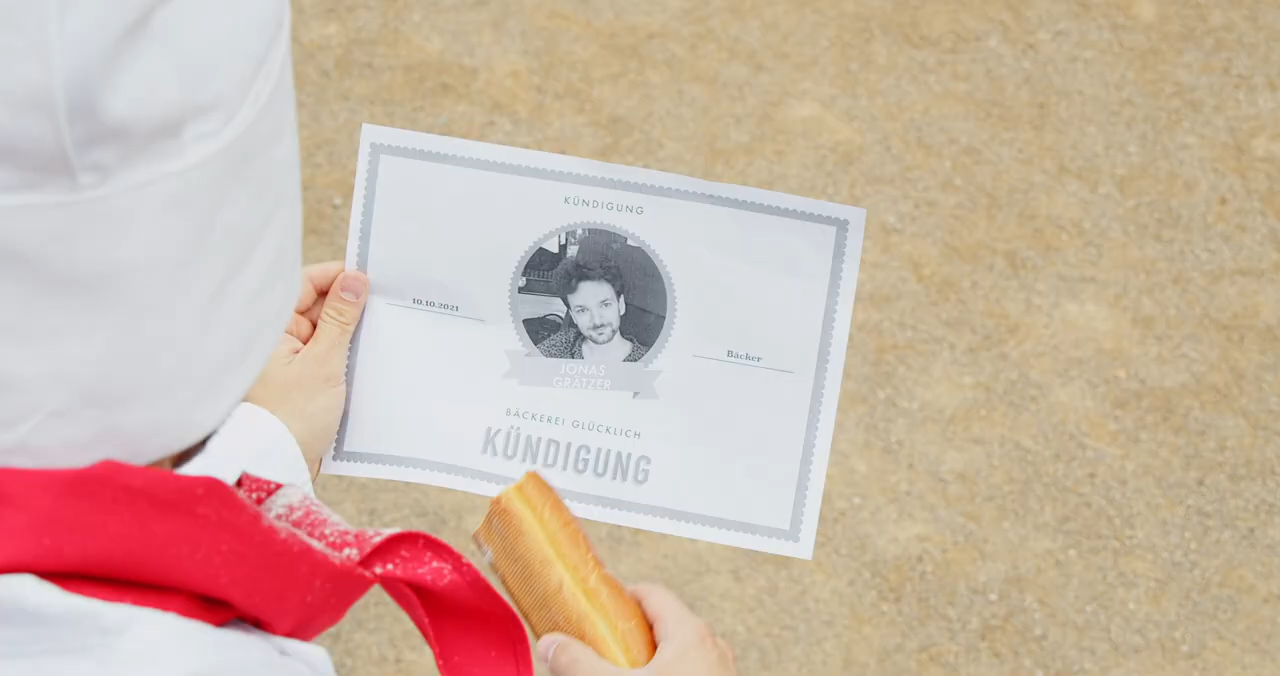 KÜNDIGUNG
10.10.2021
Bäcker
JONAS
GRÄTZER
BÄCKEREI GLÜCKLICH
KÜNDIGUNG